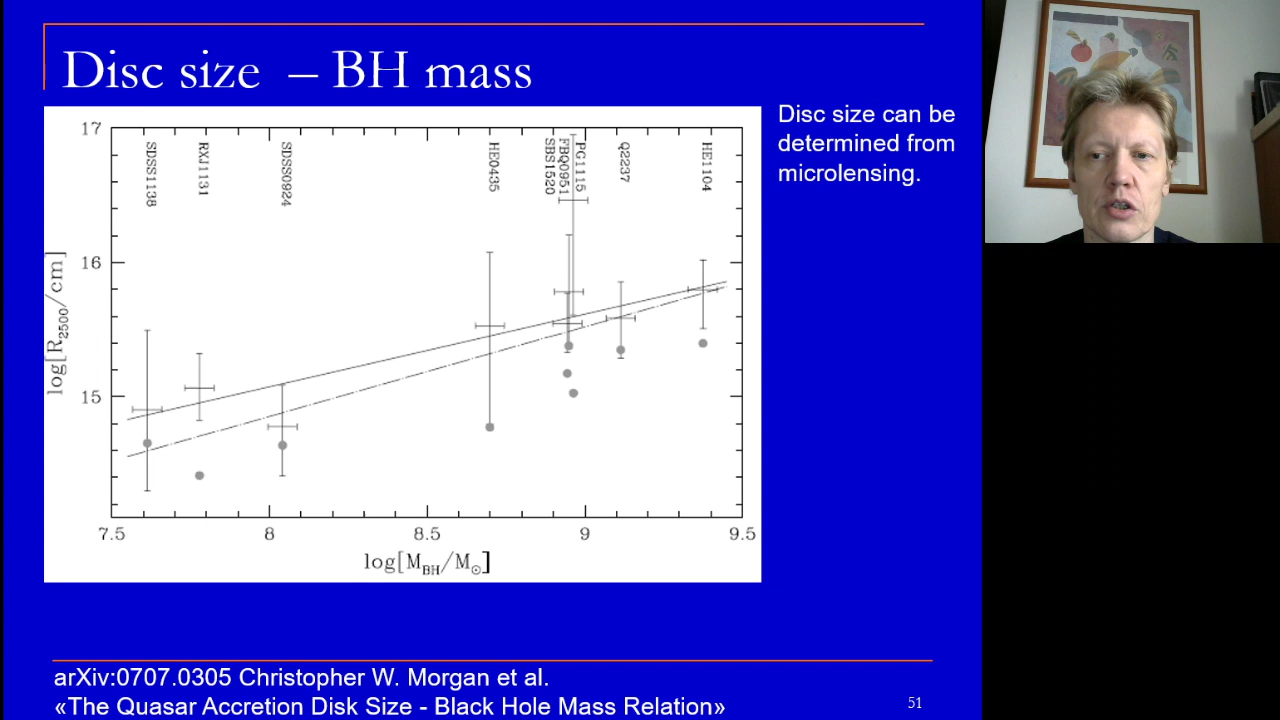 Disc size – BH mass
Disc size can be
determined from
microlensing.
17
16
15
log[R2500/cm]
SDSS1138
RXJ1131
SDSS0924
HE0435
SBS1520
FBQ0951
PG1115
Q2237
HE1104
7.5
8
8.5
9
9.5
log[MBH/M☉]
arXiv:0707.0305 Christopher W. Morgan et al.
«The Quasar Accretion Disk Size - Black Hole Mass Relation»
51